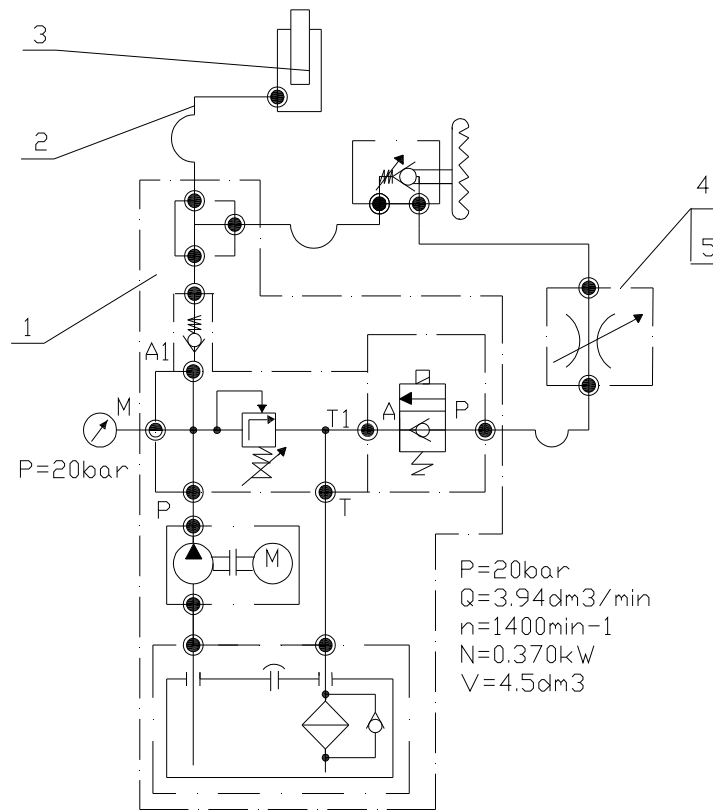 3
2
4
5
1
A1
M
T1
A
P
P=20bar
P
T
M
P=20bar
Q=3.94dm3/min
n=1400min-1
N=0.370kW
V=4.5dm3